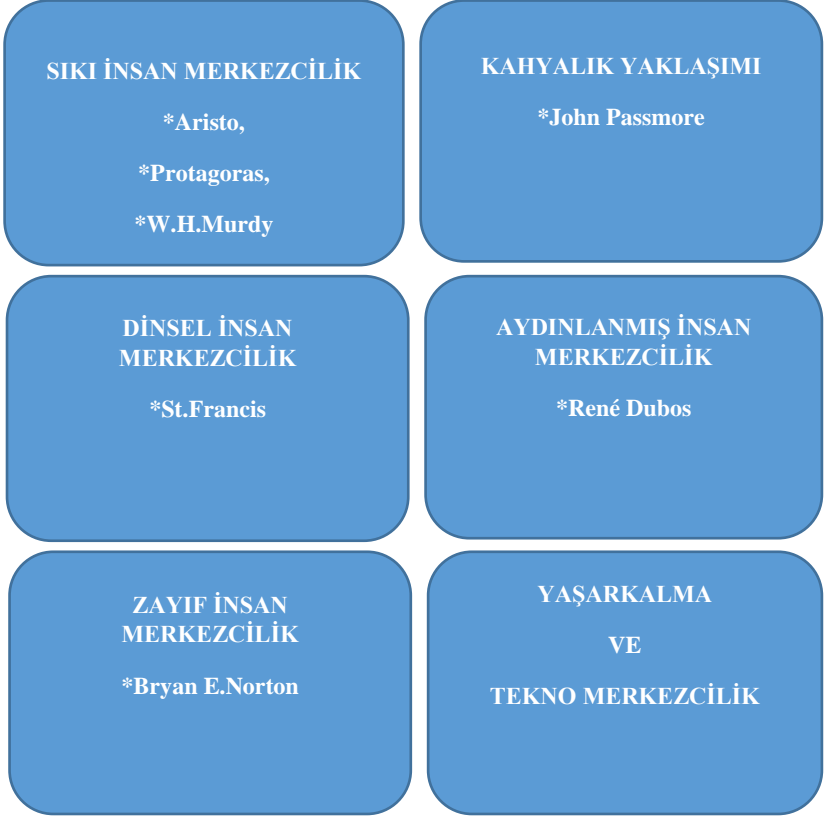 SIKI İNSAN MERKEZCİLİK
*Aristo,
*Protagoras,
*W.H.Murdy
KAHYALIK YAKLAŞIMI
*John Passmore
DİNSEL İNSAN
MERKEZCİLİK
*St.Francis
AYDINLANMIŞ İNSAN
MERKEZCİLİK
*René Dubos
ZAYIF İNSAN
MERKEZCİLİK
*Bryan E.Norton
YAŞARKALMA
VE
TEKNO MERKEZCİLİK